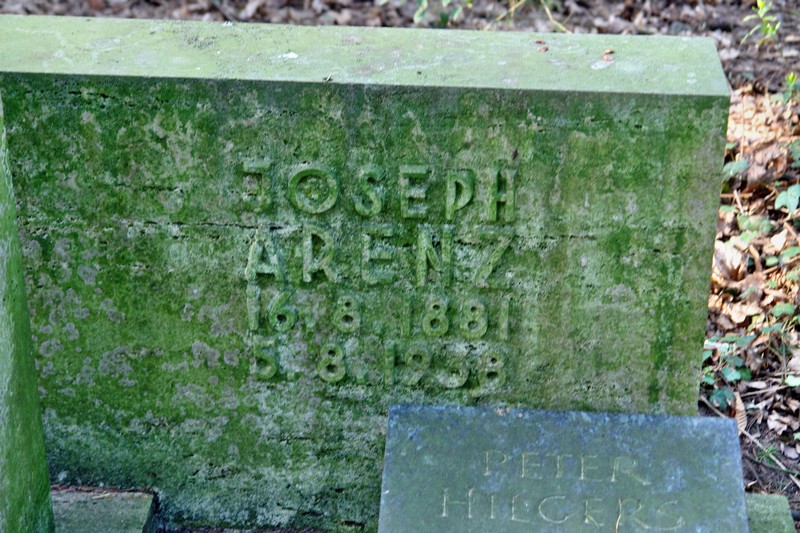 JOSEPH
ARENZ
16.8.1881
5.8.1938
PETER
HILGERS